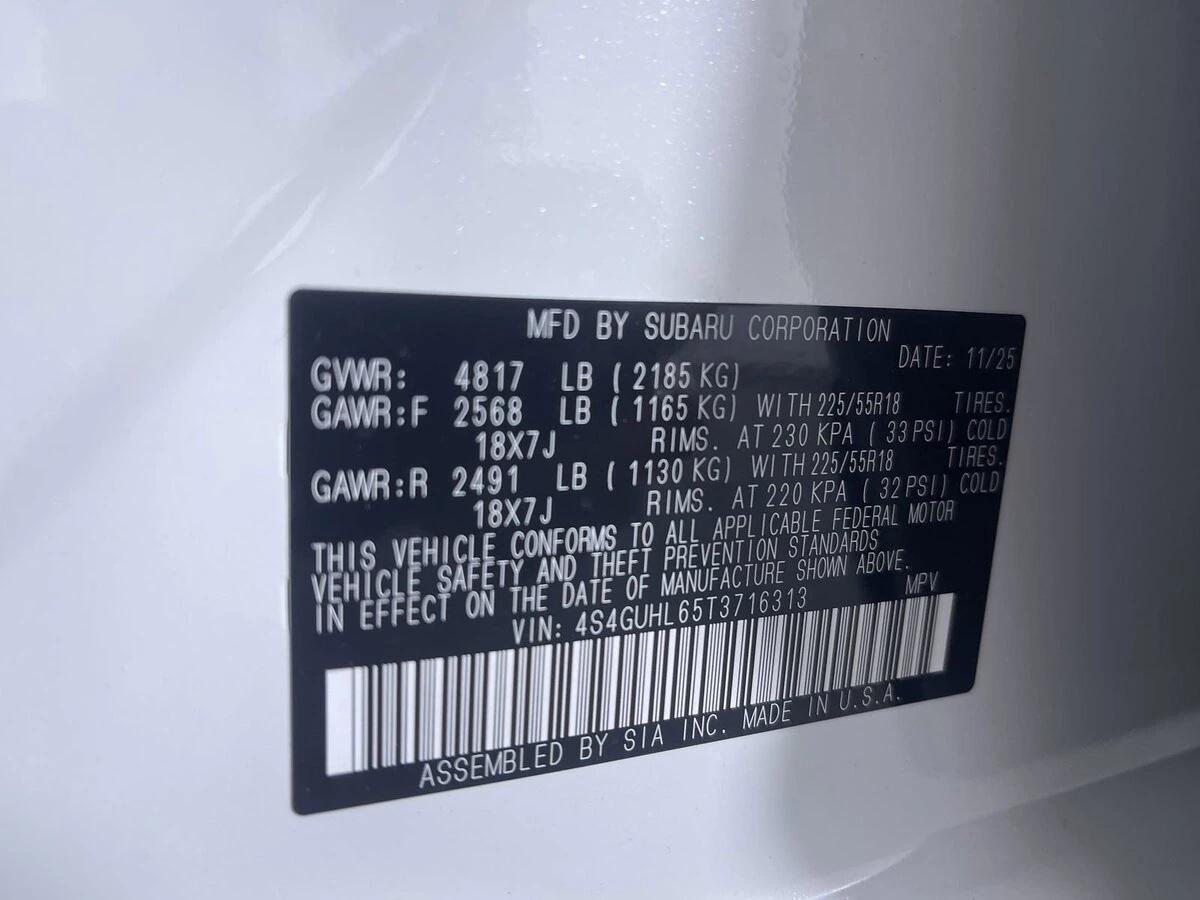 MFD BY SUBARU CORPORATION
DATE: 11/25
GVWR: 4817 LB ( 2185 KG)
GAWR:F 2568 LB ( 1165 KG) WITH 225/55R18 TIRES.
18X7J RIMS. AT 230 KPA ( 33 PSI) COLD
GAWR:R 2491 LB ( 1130 KG) WITH 225/55R18 TIRES.
18X7J RIMS. AT 220 KPA ( 32 PSI) COLD
THIS VEHICLE CONFORMS TO ALL APPLICABLE FEDERAL MOTOR
VEHICLE SAFETY AND THEFT PREVENTION STANDARDS
IN EFFECT ON THE DATE OF MANUFACTURE SHOWN ABOVE.
VIN: 4S4GUHL65T3716313 MPV
ASSEMBLED BY SIA INC. MADE IN U.S.A.